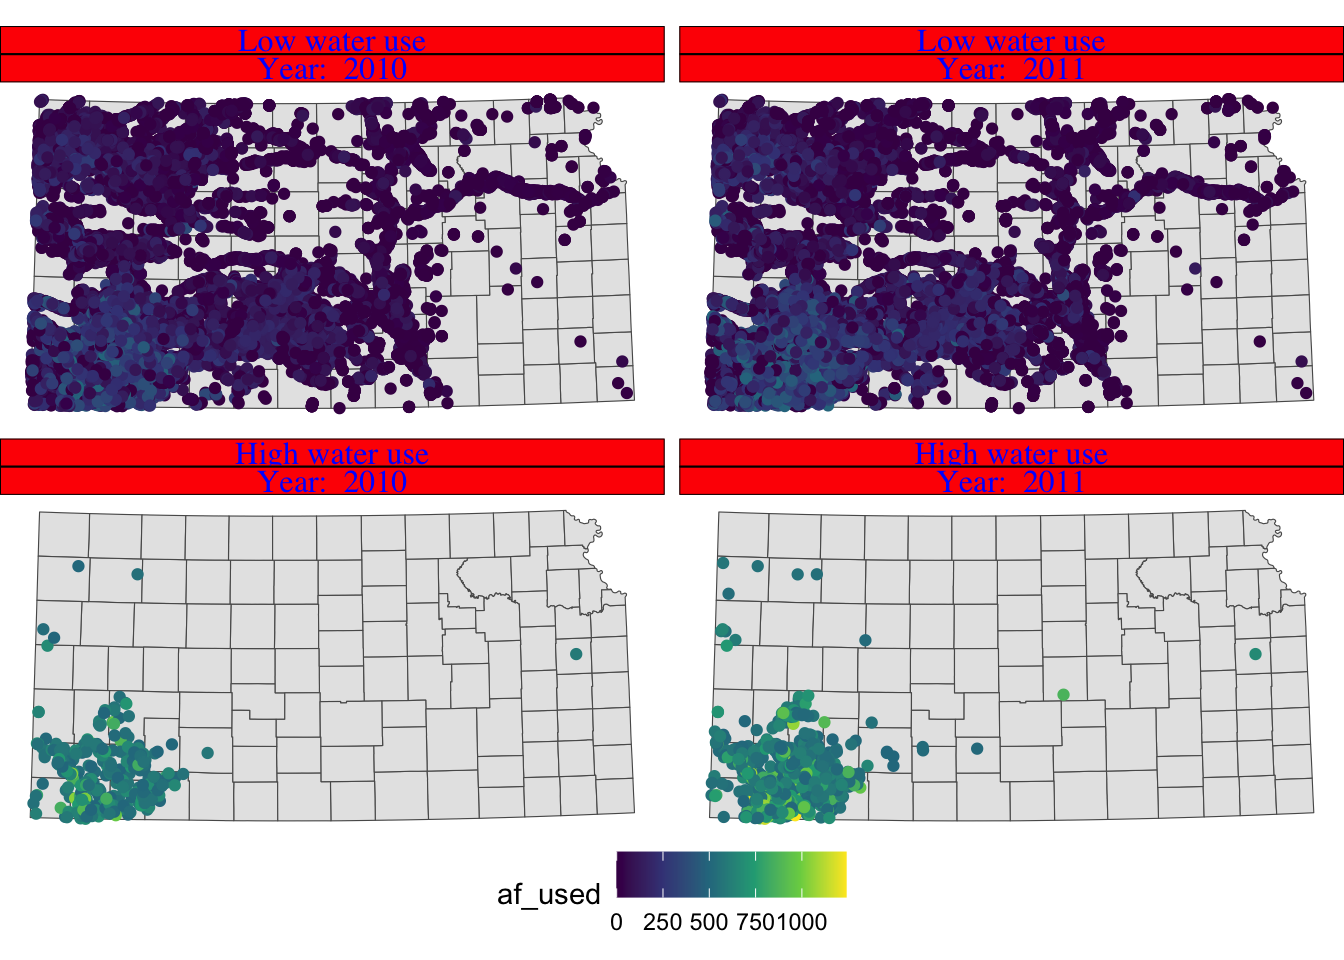 Low water use
Year:  2010
Low water use
Year:  2011
High water use
Year:  2010
High water use
Year:  2011
af_used
0 250 500 7501000